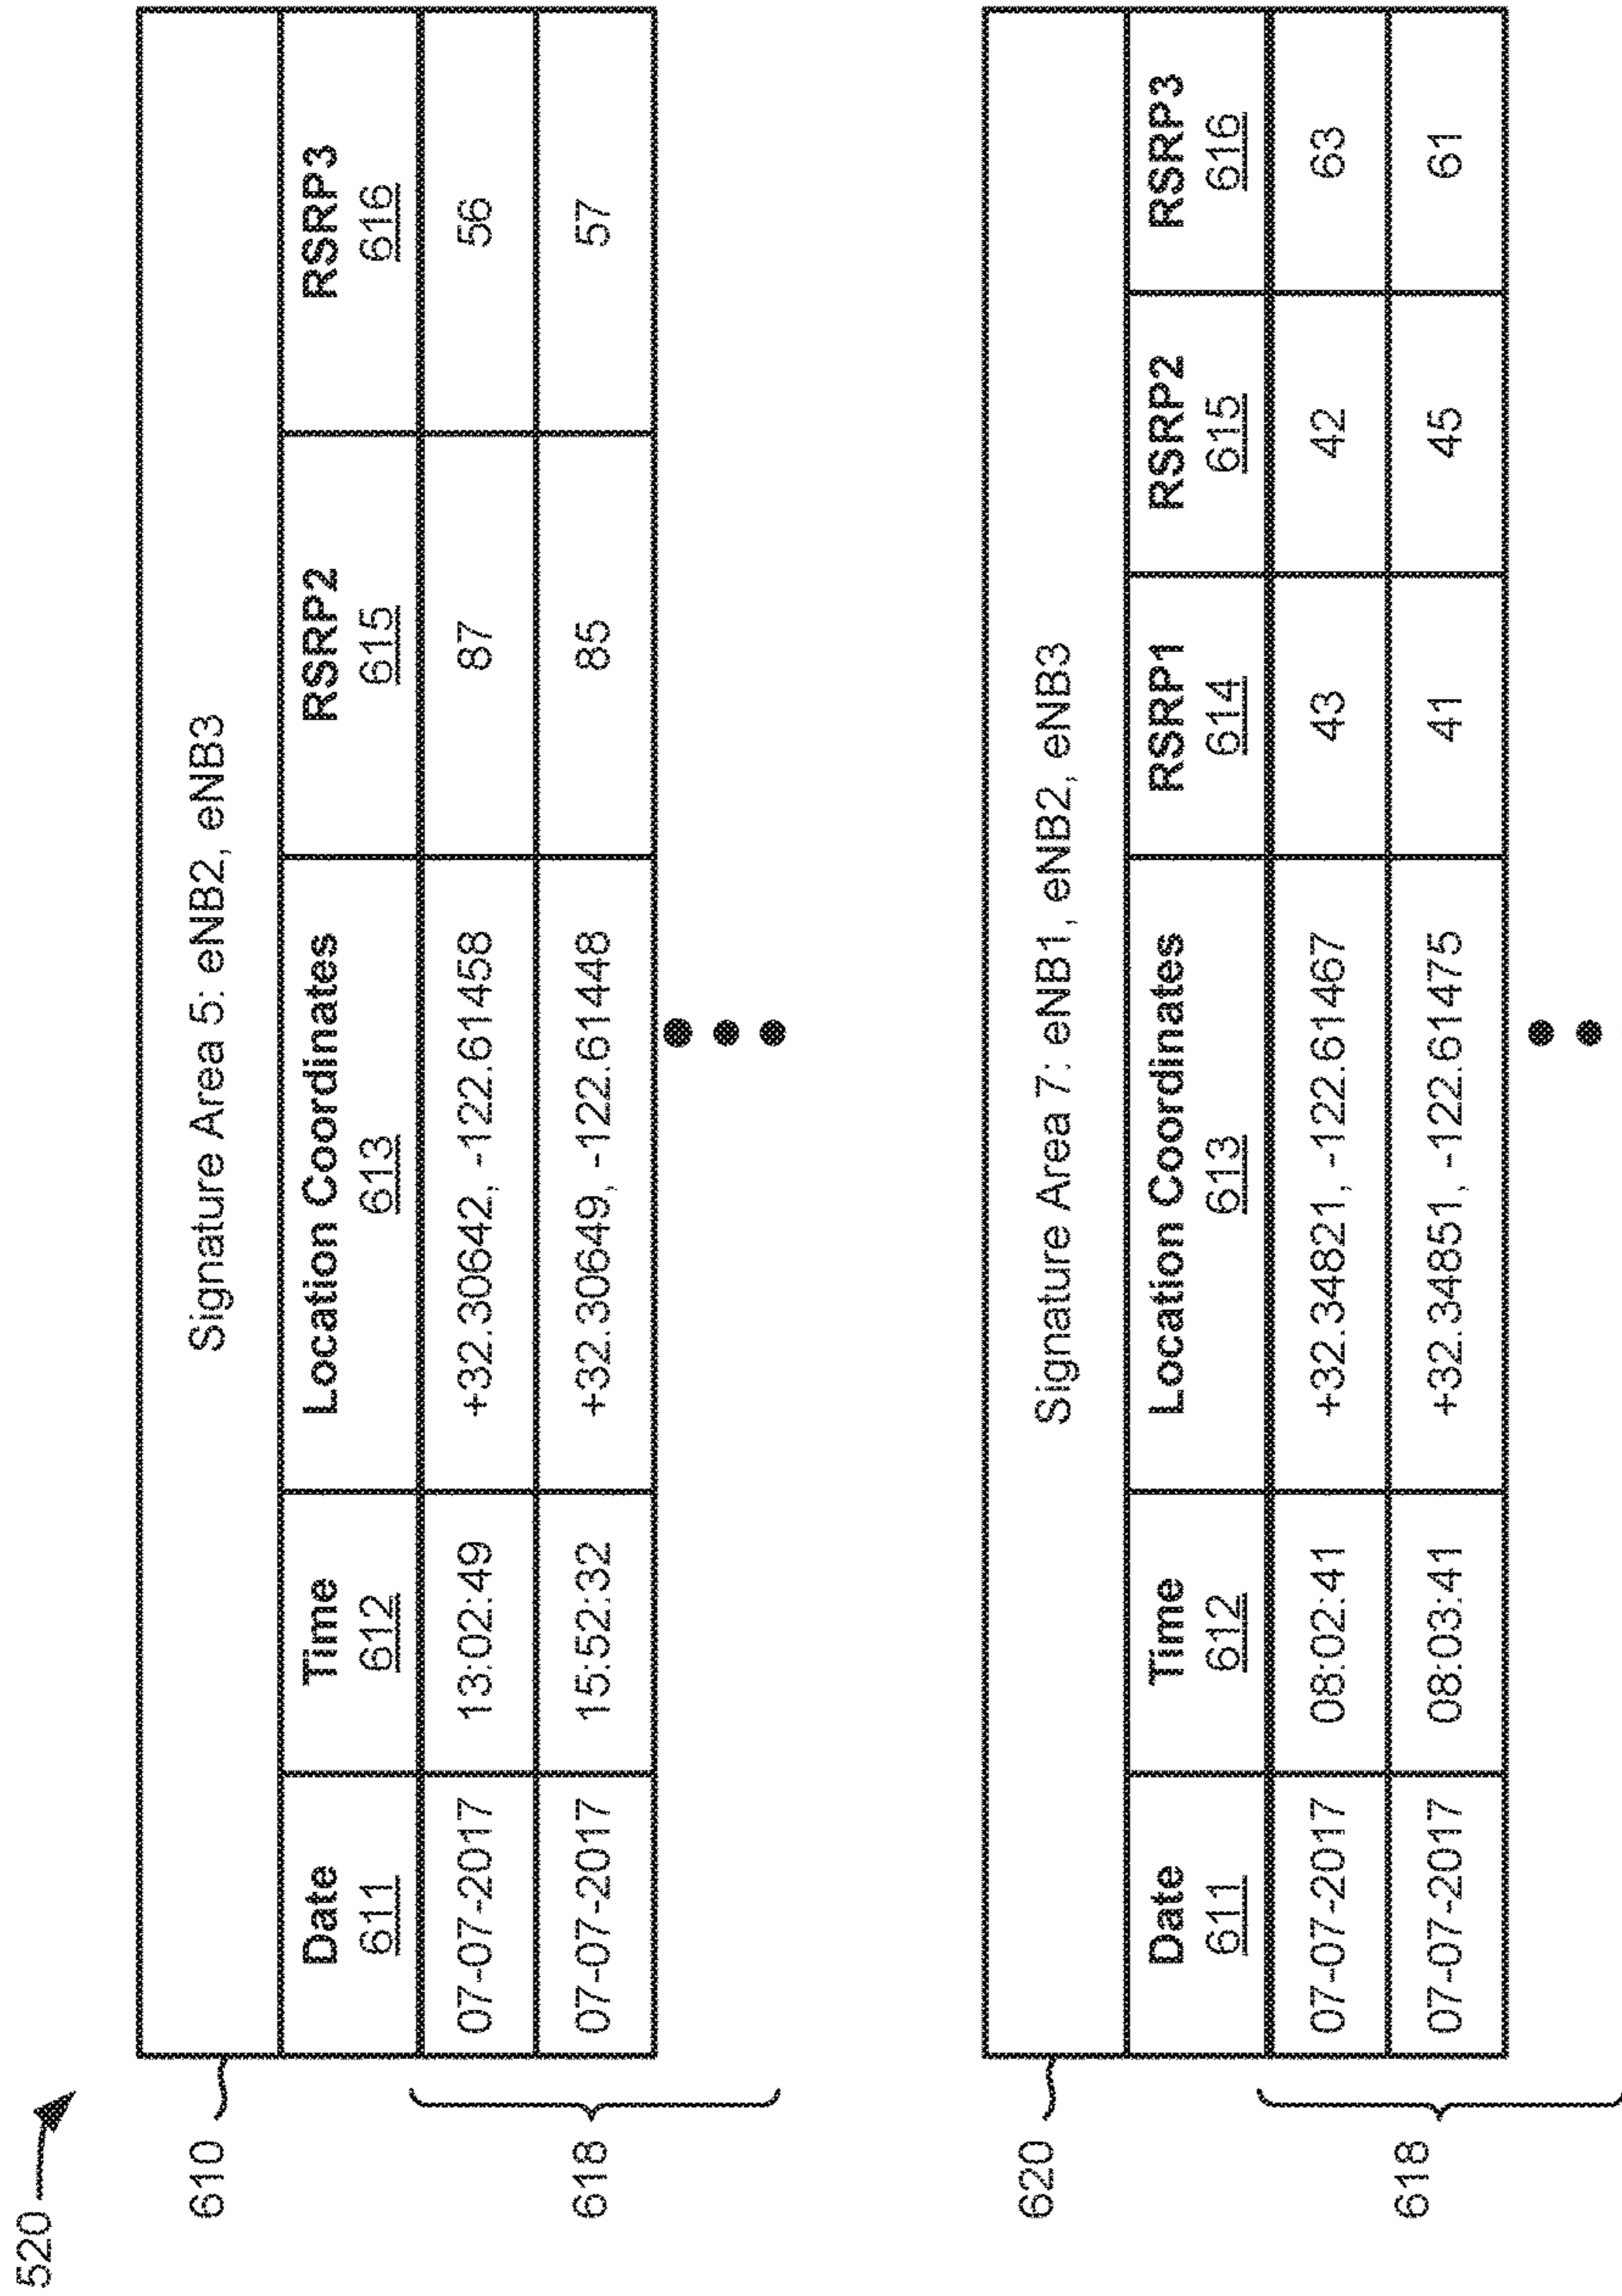 520
610
Signature Area 5: eNB2, eNB3
Date Time Location Coordinates RSRP2 RSRP3
611 612 613 615 616
07-07-2017 13:02:49 +32.30642, -122.61458 87 56
618
07-07-2017 15:52:32 +32.30649, -122.61448 85 57
620
Signature Area 7: eNB1, eNB2, eNB3
Date Time Location Coordinates RSRP1 RSRP2 RSRP3
611 612 613 614 615 616
07-07-2017 08:02:41 +32.34821, -122.61467 43 42 63
618
07-07-2017 08:03:41 +32.34851, -122.61475 41 45 61